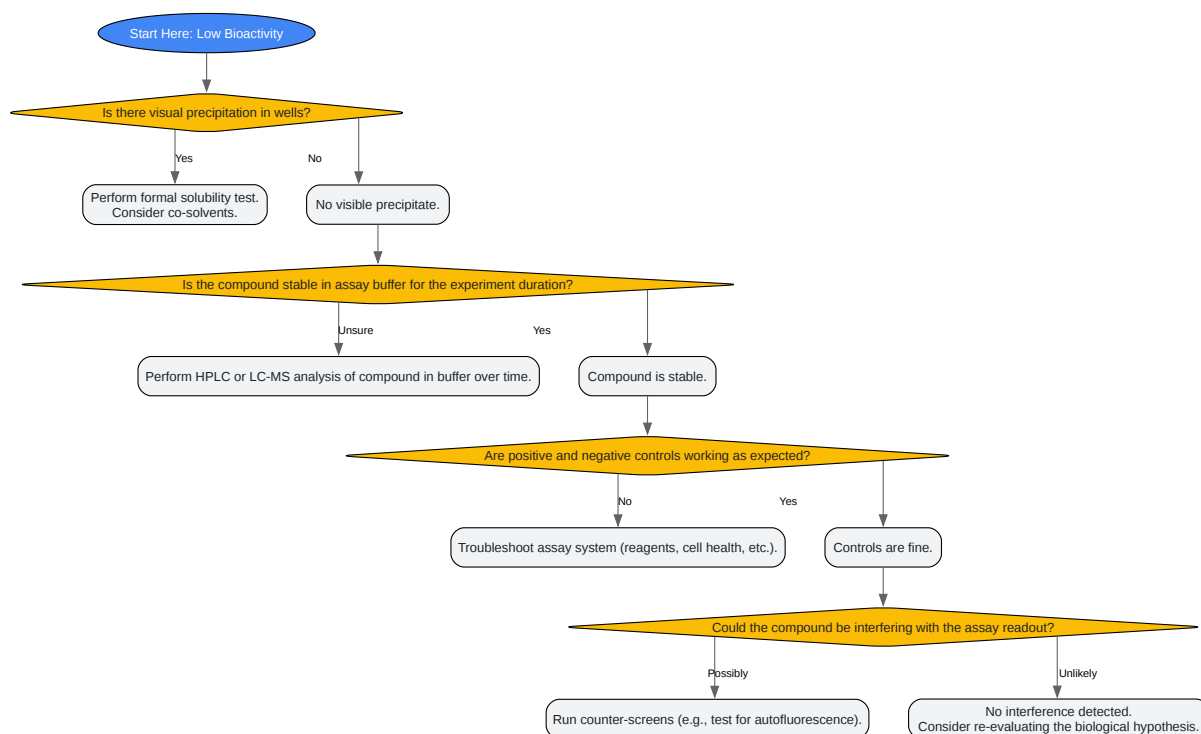 Start Here: Low Bioactivity
Is there visual precipitation in wells?
Yes
No
Perform formal solubility test.
Consider co-solvents.
No visible precipitate.
Is the compound stable in assay buffer for the experiment duration?
Unsure
Yes
Perform HPLC or LC-MS analysis of compound in buffer over time.
Compound is stable.
Are positive and negative controls working as expected?
No
Yes
Troubleshoot assay system (reagents, cell health, etc.).
Controls are fine.
Could the compound be interfering with the assay readout?
Possibly
Unlikely
Run counter-screens (e.g., test for autofluorescence).
No interference detected.
Consider re-evaluating the biological hypothesis.